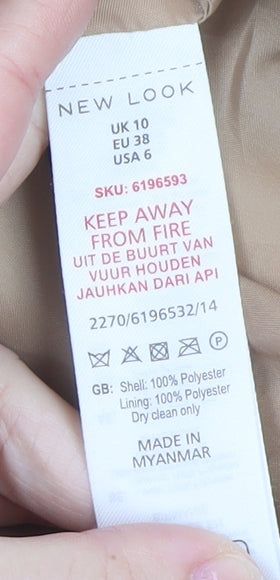 NEW LOOK
UK 10
EU 38
USA 6
SKU: 6196593
KEEP AWAY
FROM FIRE
UIT DE BUURT VAN
VUUR HOUDEN
JAUHKAN DARI API
2270/6196532/14
P
GB: Shell: 100% Polyester
Lining: 100% Polyester
Dry clean only
MADE IN
MYANMAR